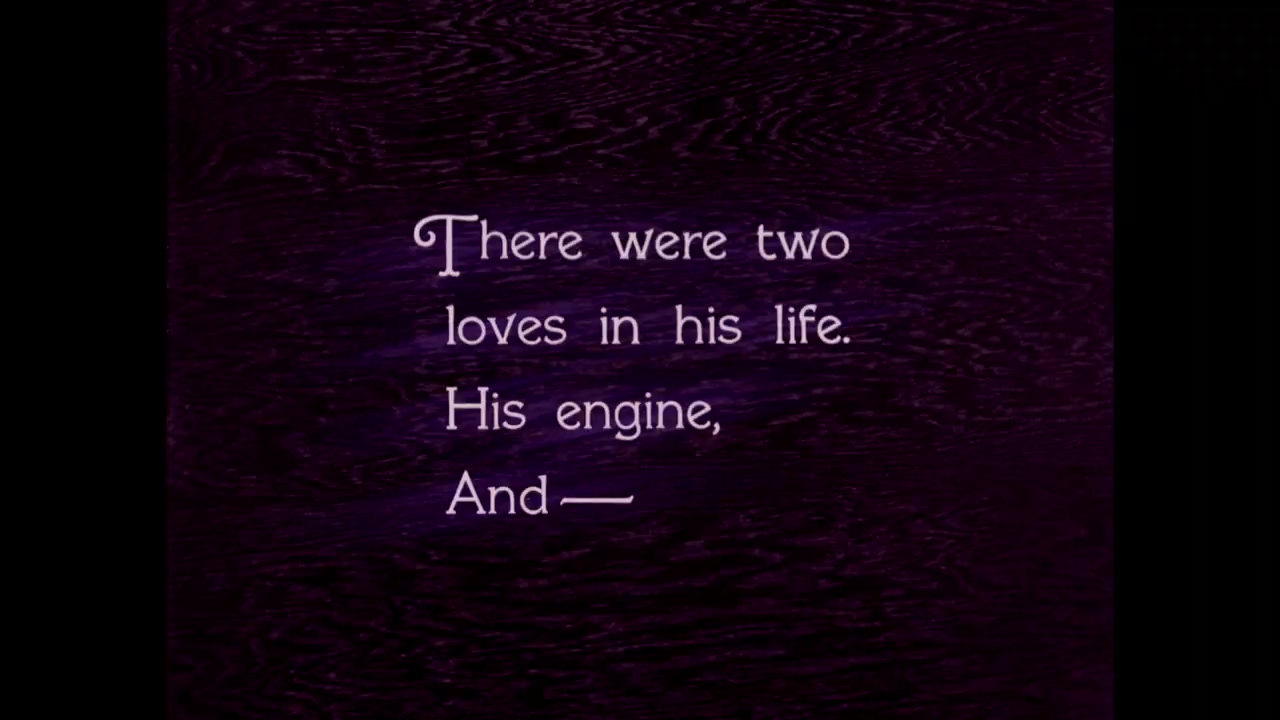 There were two
loves in his life.
His engine,
And —